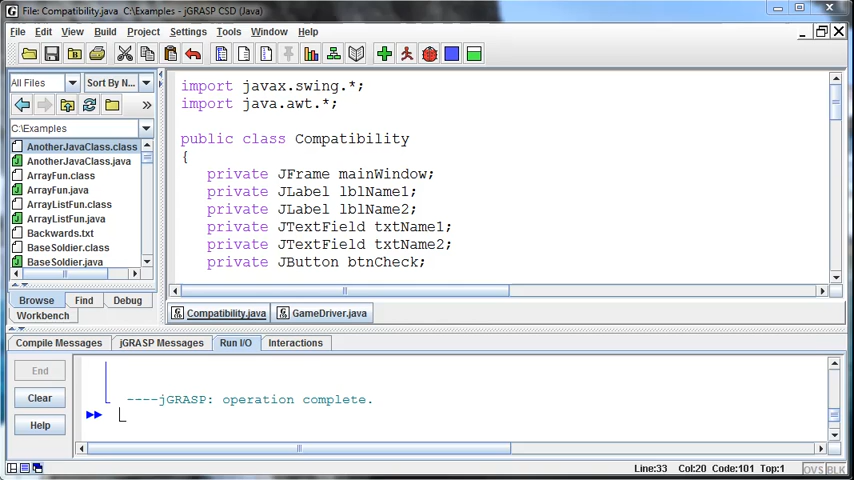 File: Compatibility.java C:\Examples - jGRASP CSD (Java)
File Edit View Build Project Settings Tools Window Help
All Files Sort By N...
C:\Examples
AnotherJavaClass.class
AnotherJavaClass.java
ArrayFun.class
ArrayFun.java
ArrayListFun.class
ArrayListFun.java
Backwards.txt
BaseSoldier.class
BaseSoldier.java
Browse Find Debug
Workbench
import javax.swing.*;
import java.awt.*;
public class Compatibility
{
private JFrame mainWindow;
private JLabel lblName1;
private JLabel lblName2;
private JTextField txtName1;
private JTextField txtName2;
private JButton btnCheck;
Compatibility.java GameDriver.java
Compile Messages jGRASP Messages Run I/O Interactions
End
Clear
Help
----jGRASP: operation complete.
Line:33 Col:20 Code:101 Top:1 OVS BLK